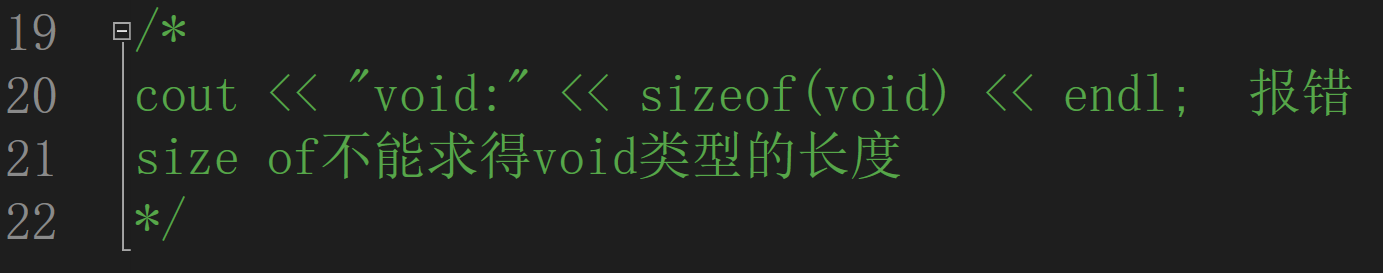 19 /*
20 cout << "void:" << sizeof(void) << endl;  报错
21 size of不能求得void类型的长度
22 */